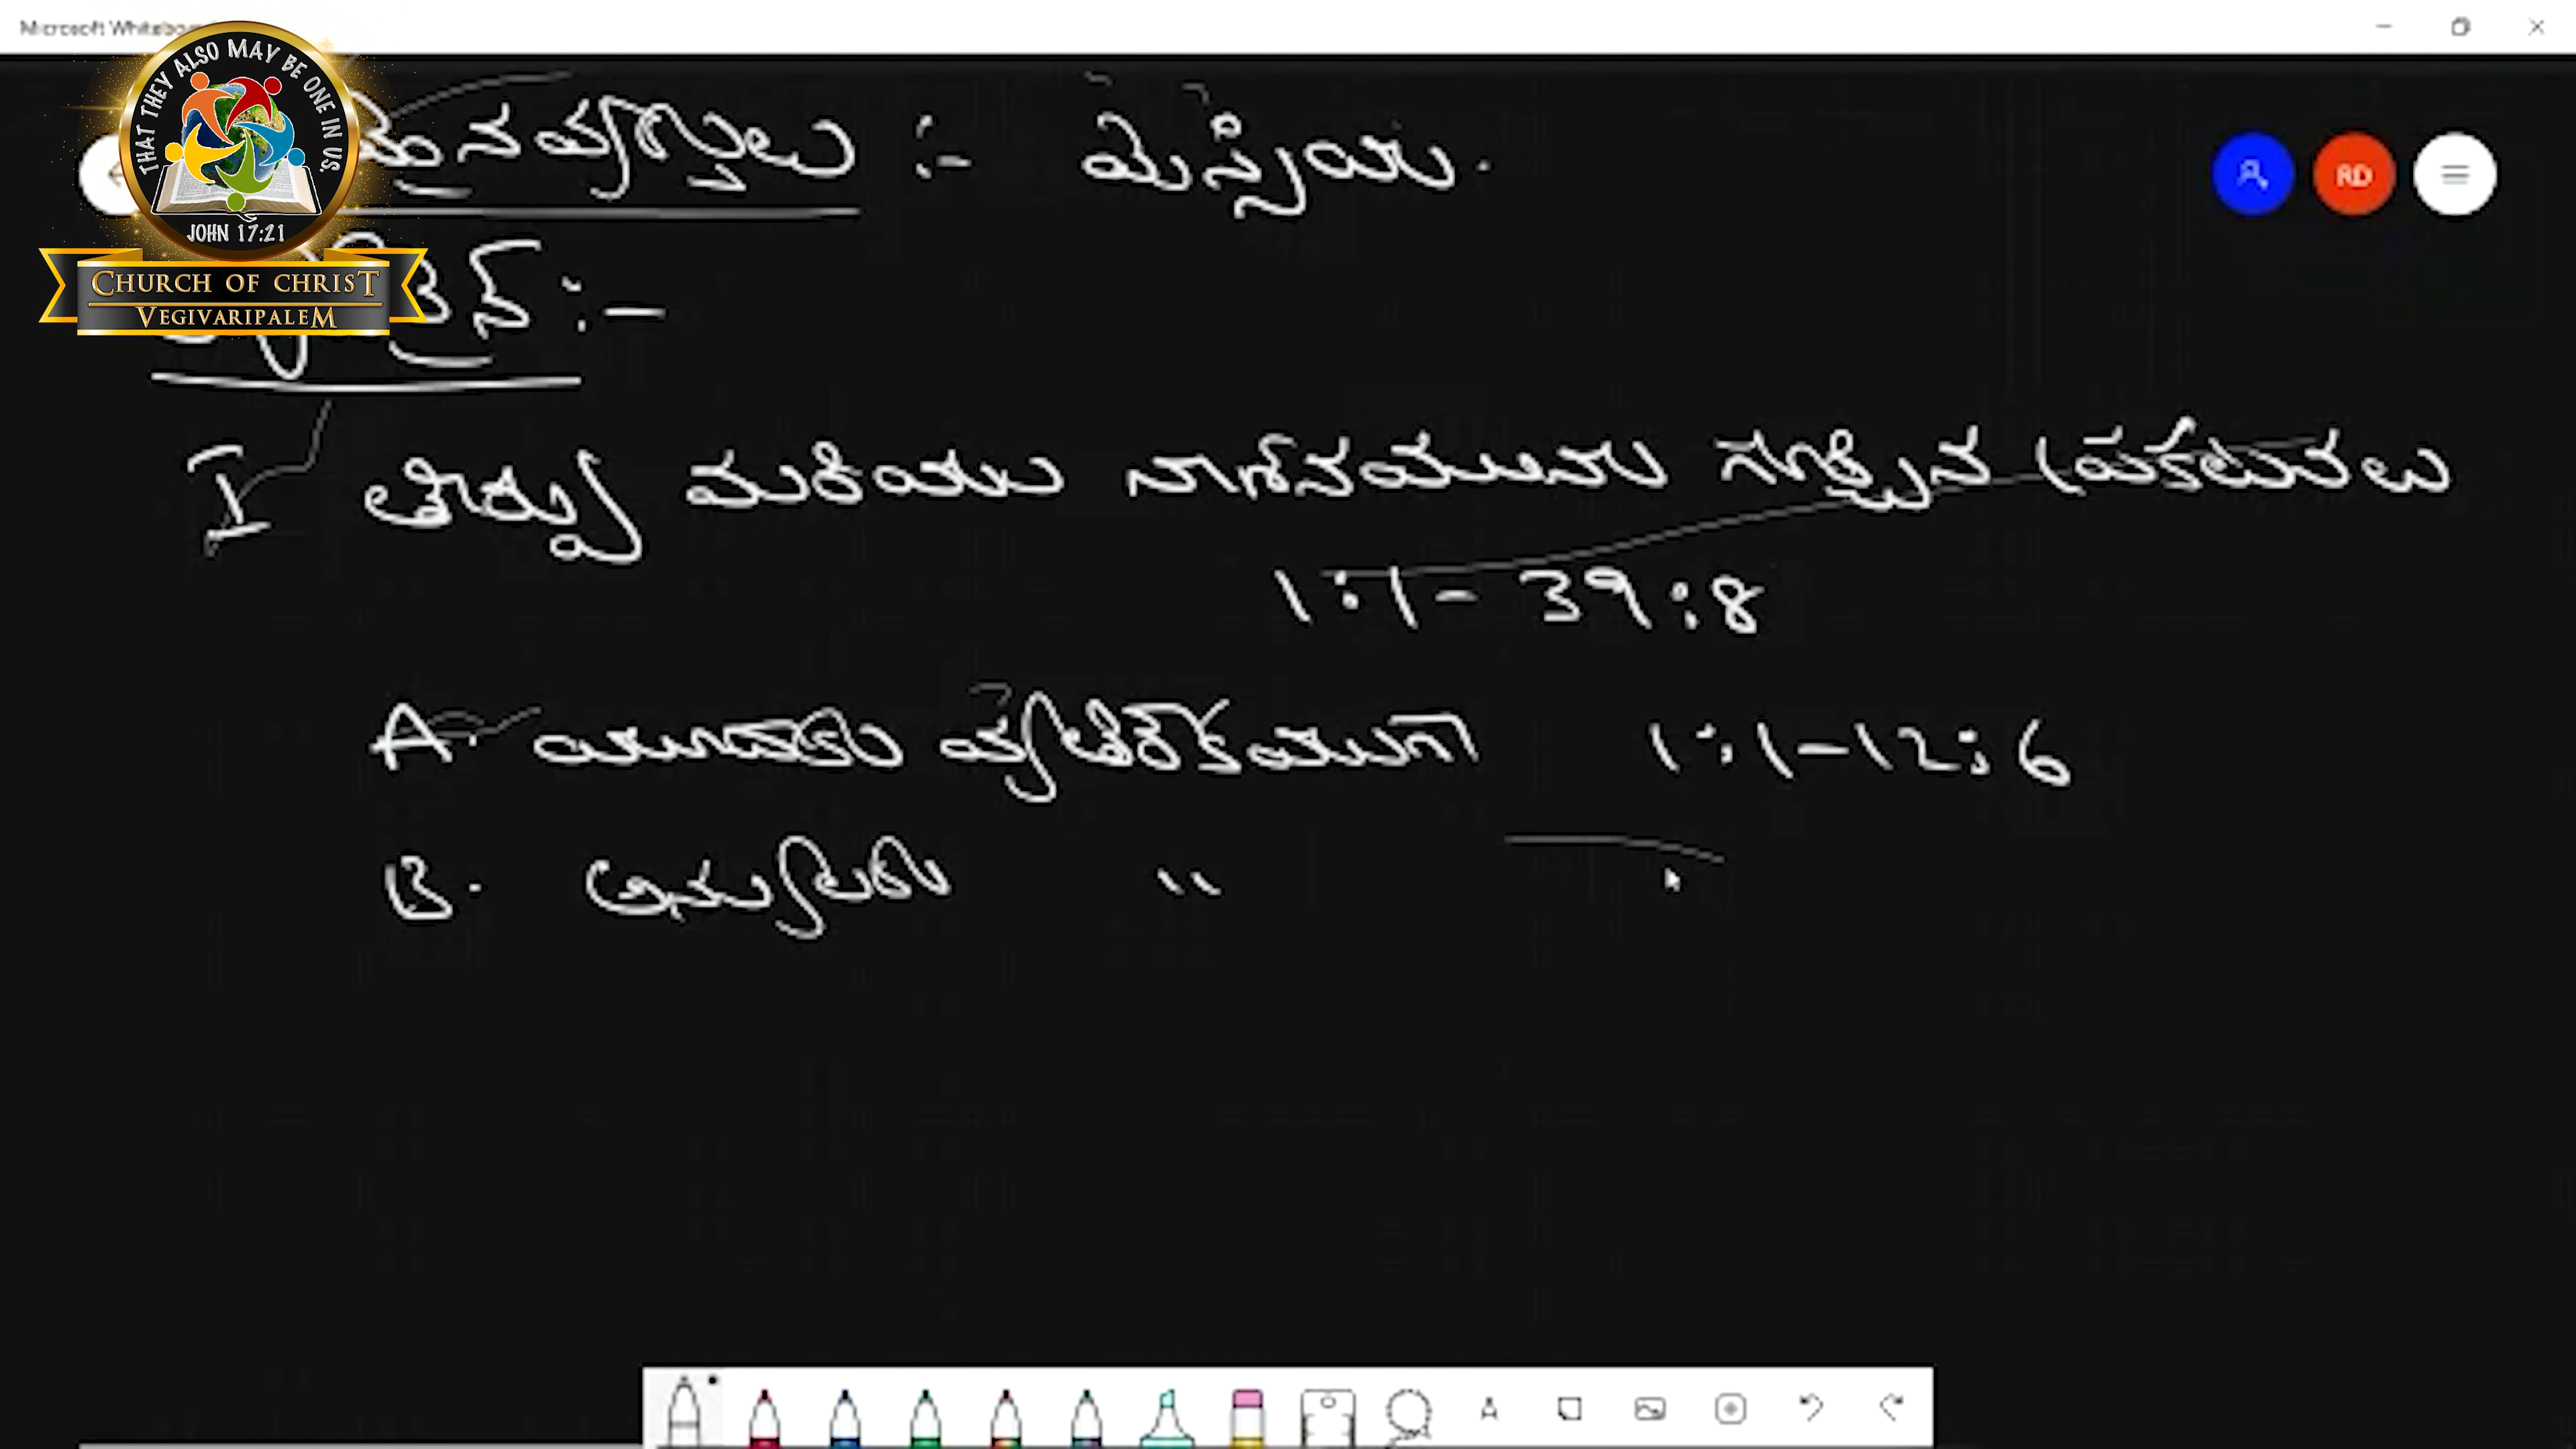 Microsoft Whiteboard
THAT THEY ALSO MAY BE ONE IN US.
JOHN 17:21
CHURCH OF CHRIST
VEGIVARIPALEM
:- మెస్సియా.
RD
:-
I తీర్పు మరియు నాశనమును గూర్చిన ప్రకటనలు
1:1-39:8
A. యూదాకు వ్యతిరేకముగా 1:1-12:6
B. అన్యులకు "